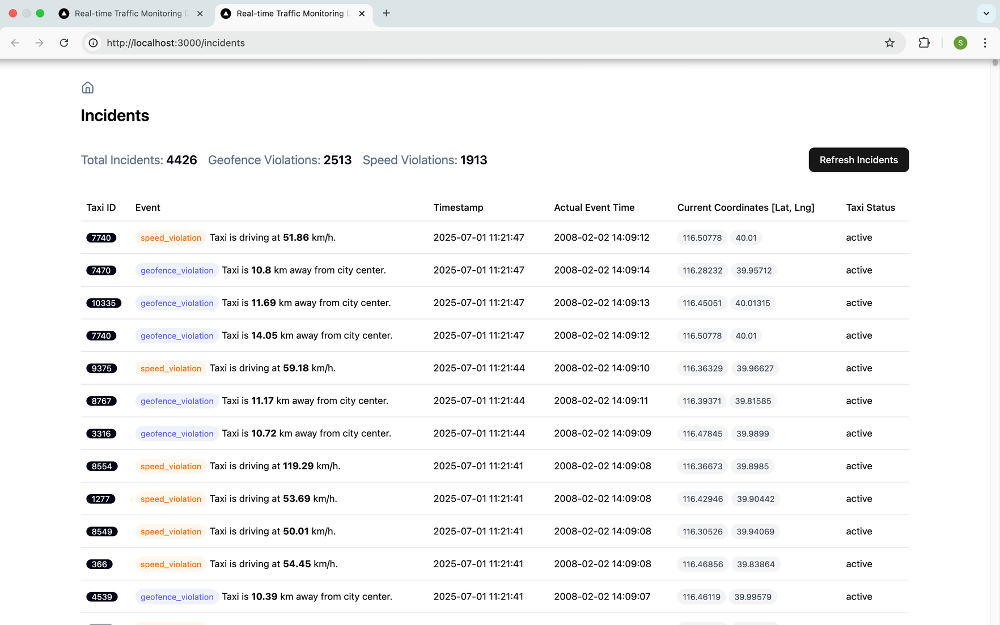 Real-time Traffic Monitoring D
Real-time Traffic Monitoring D
http://localhost:3000/incidents
S
Incidents
Total Incidents: 4426 Geofence Violations: 2513 Speed Violations: 1913
Refresh Incidents
Taxi ID Event Timestamp Actual Event Time Current Coordinates [Lat, Lng] Taxi Status
7740 speed_violation Taxi is driving at 51.86 km/h. 2025-07-01 11:21:47 2008-02-02 14:09:12 116.50778 40.01 active
7470 geofence_violation Taxi is 10.8 km away from city center. 2025-07-01 11:21:47 2008-02-02 14:09:14 116.28232 39.95712 active
10335 geofence_violation Taxi is 11.69 km away from city center. 2025-07-01 11:21:47 2008-02-02 14:09:13 116.45051 40.01315 active
7740 geofence_violation Taxi is 14.05 km away from city center. 2025-07-01 11:21:47 2008-02-02 14:09:12 116.50778 40.01 active
9375 speed_violation Taxi is driving at 59.18 km/h. 2025-07-01 11:21:44 2008-02-02 14:09:10 116.36329 39.96627 active
8767 geofence_violation Taxi is 11.17 km away from city center. 2025-07-01 11:21:44 2008-02-02 14:09:11 116.39371 39.81585 active
3316 geofence_violation Taxi is 10.72 km away from city center. 2025-07-01 11:21:44 2008-02-02 14:09:09 116.47845 39.9899 active
8554 speed_violation Taxi is driving at 119.29 km/h. 2025-07-01 11:21:41 2008-02-02 14:09:08 116.36673 39.8985 active
1277 speed_violation Taxi is driving at 53.69 km/h. 2025-07-01 11:21:41 2008-02-02 14:09:08 116.42946 39.90442 active
8549 speed_violation Taxi is driving at 50.01 km/h. 2025-07-01 11:21:41 2008-02-02 14:09:08 116.30526 39.94069 active
366 speed_violation Taxi is driving at 54.45 km/h. 2025-07-01 11:21:41 2008-02-02 14:09:08 116.46856 39.83864 active
4539 geofence_violation Taxi is 10.39 km away from city center. 2025-07-01 11:21:41 2008-02-02 14:09:07 116.46119 39.99579 active